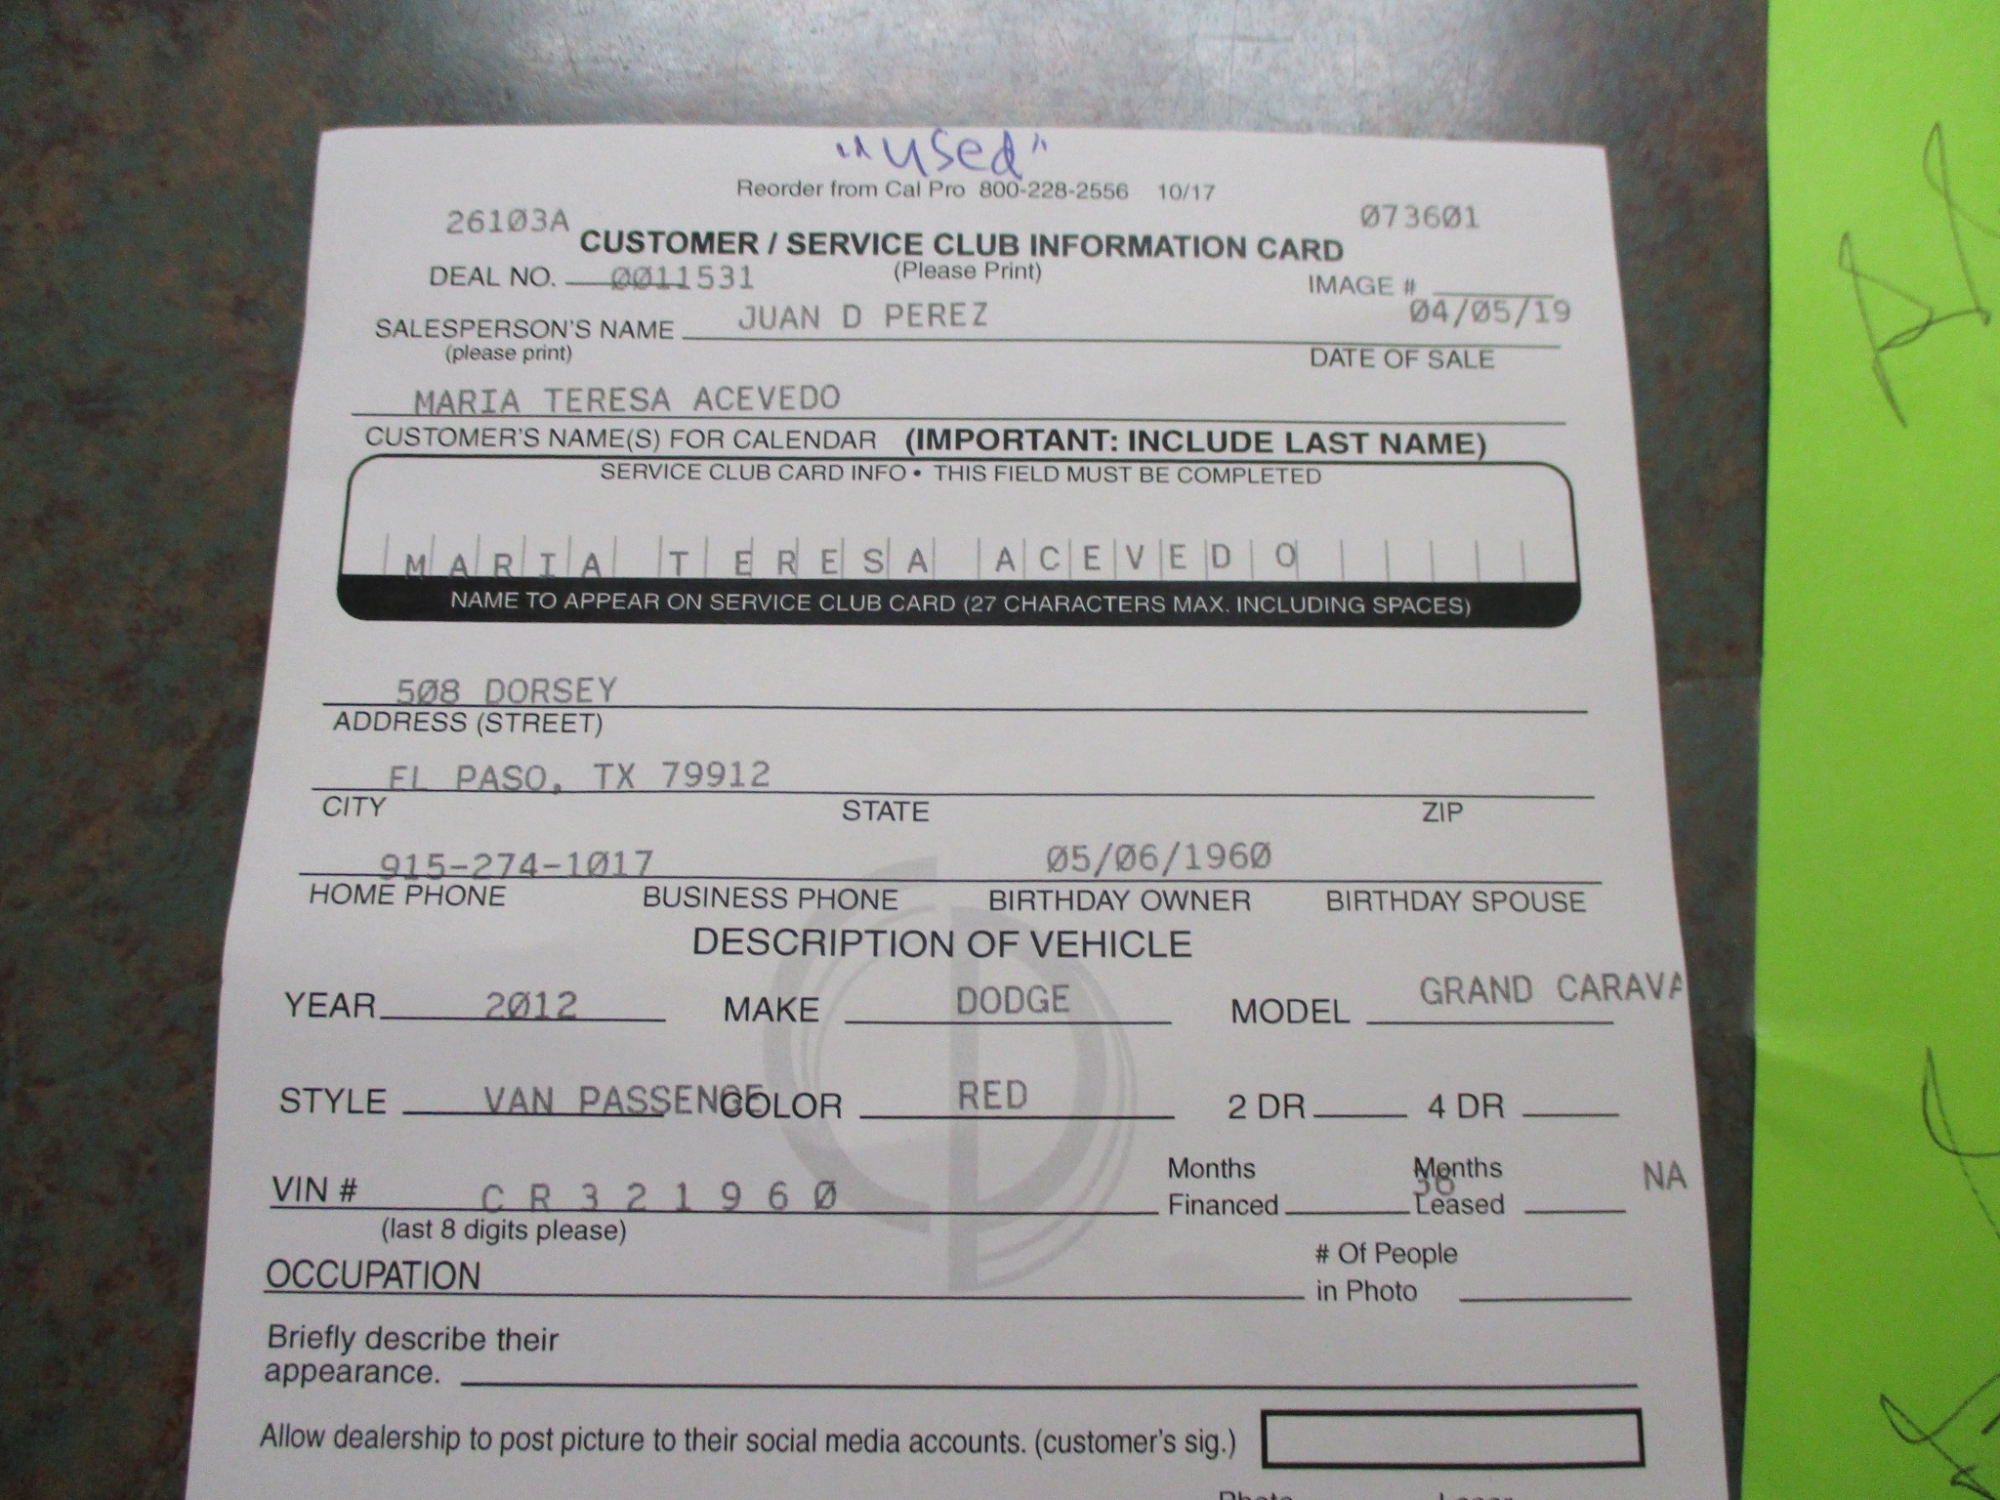 "used"
Reorder from Cal Pro 800-228-2556 10/17
26103A 073601
CUSTOMER / SERVICE CLUB INFORMATION CARD
DEAL NO. 0011531 (Please Print) IMAGE #
SALESPERSON'S NAME JUAN D PEREZ 04/05/19
(please print) DATE OF SALE
MARIA TERESA ACEVEDO
CUSTOMER'S NAME(S) FOR CALENDAR (IMPORTANT: INCLUDE LAST NAME)
SERVICE CLUB CARD INFO • THIS FIELD MUST BE COMPLETED
MARIA TERESA ACEVEDO
NAME TO APPEAR ON SERVICE CLUB CARD (27 CHARACTERS MAX. INCLUDING SPACES)
508 DORSEY
ADDRESS (STREET)
EL PASO, TX 79912
CITY STATE ZIP
915-274-1017 05/06/1960
HOME PHONE BUSINESS PHONE BIRTHDAY OWNER BIRTHDAY SPOUSE
DESCRIPTION OF VEHICLE
YEAR 2012 MAKE DODGE MODEL GRAND CARAVA
STYLE VAN PASSENGE COLOR RED 2 DR 4 DR
VIN # CR321960 Months Financed 36 Months Leased NA
(last 8 digits please)
OCCUPATION # Of People in Photo
Briefly describe their
appearance.
Allow dealership to post picture to their social media accounts. (customer's sig.)